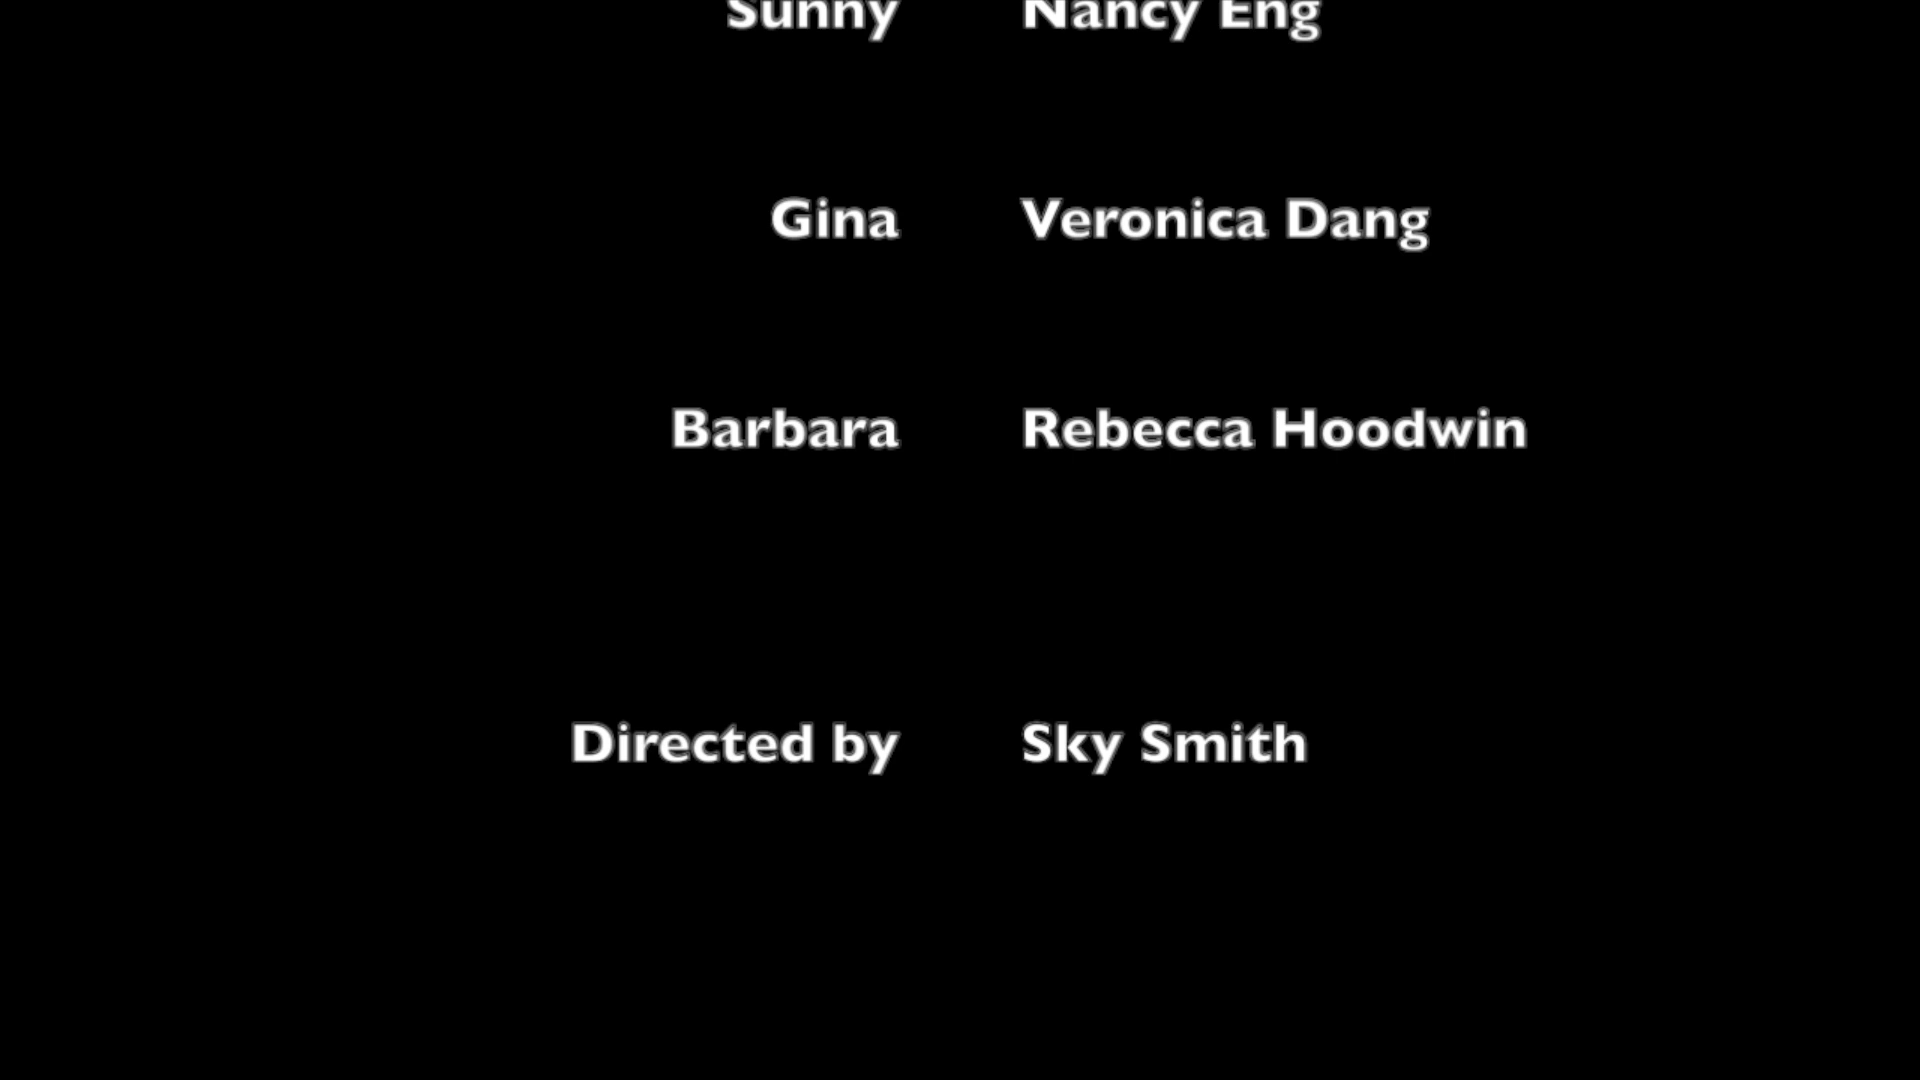 Sunny Nancy Eng
Gina Veronica Dang
Barbara Rebecca Hoodwin
Directed by Sky Smith